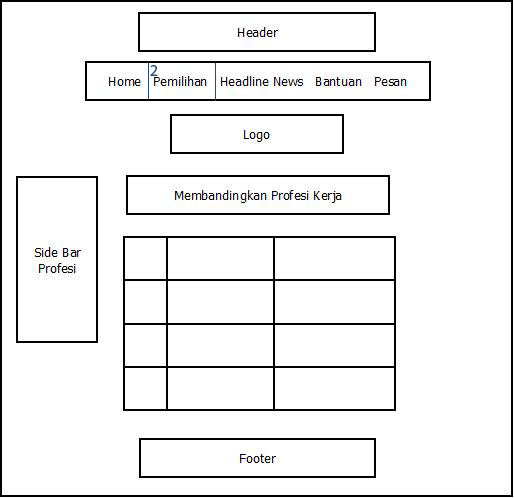 Header
2
Home Pemilihan Headline News Bantuan Pesan
Logo
Membandingkan Profesi Kerja
Side Bar
Profesi
Footer